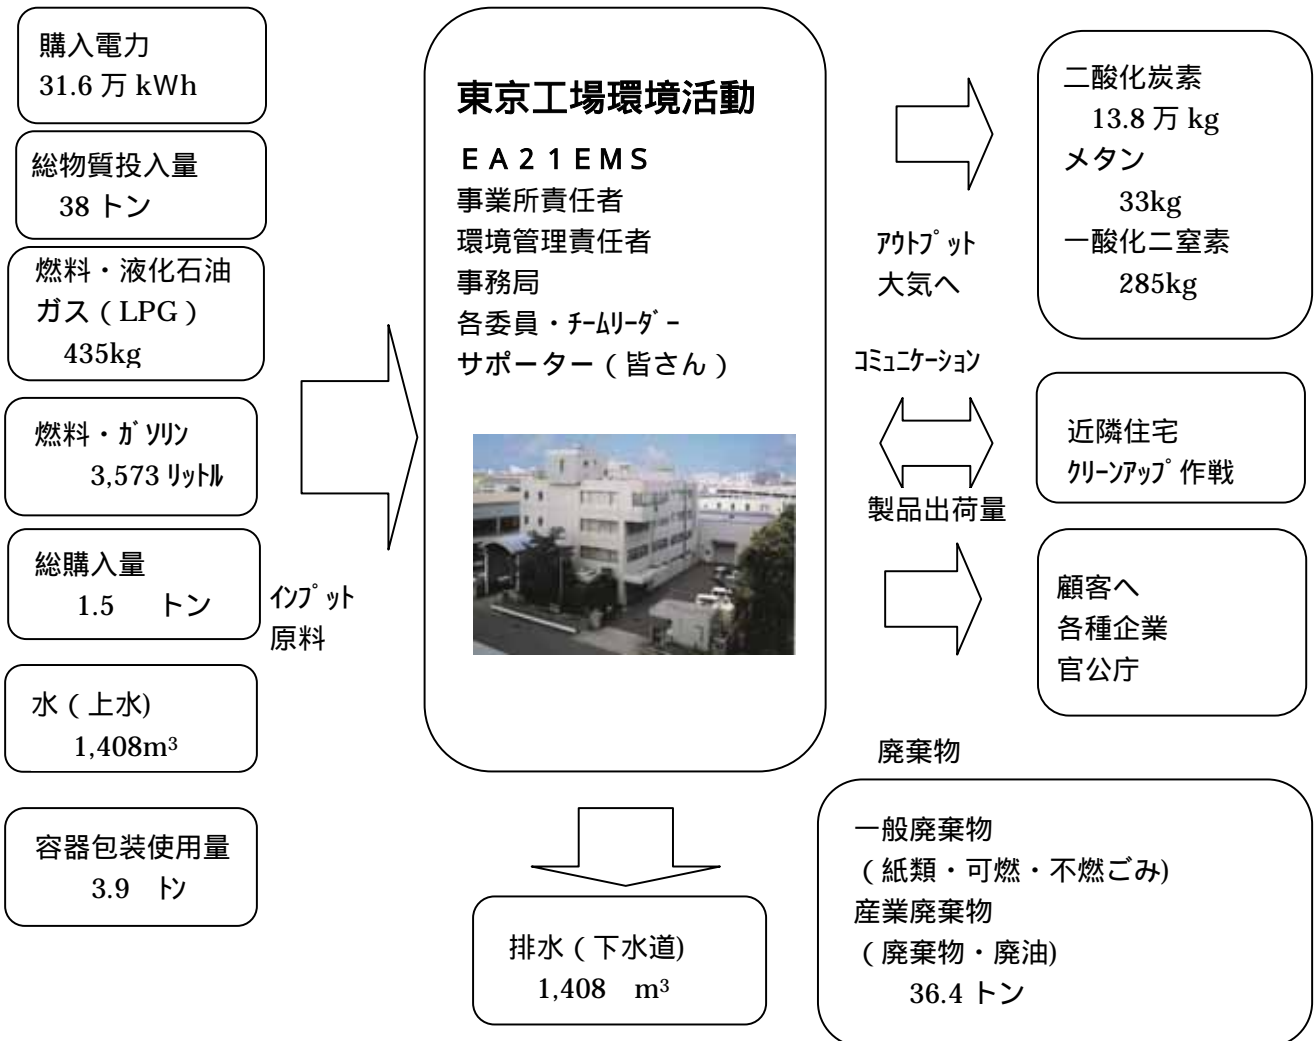 購入電力
31.6 万 kWh
総物質投入量
38 トン
燃料・液化石油
ガス（LPG）
435kg
燃料・ｶﾞｿﾘﾝ
3,573 ﾘｯﾄﾙ
総購入量
1.5 トン
水（上水)
1,408m³
容器包装使用量
3.9 ﾄﾝ
ｲﾝﾌﾟｯﾄ
原料
東京工場環境活動
ＥＡ２１ＥＭＳ
事業所責任者
環境管理責任者
事務局
各委員・ﾁｰﾑﾘｰﾀﾞｰ
サポーター（皆さん）
排水（下水道)
1,408 m³
ｱｳﾄﾌﾟｯﾄ
大気へ
二酸化炭素
13.8 万 kg
メタン
33kg
一酸化二窒素
285kg
ｺﾐｭﾆｹｰｼｮﾝ
近隣住宅
ｸﾘｰﾝｱｯﾌﾟ作戦
製品出荷量
顧客へ
各種企業
官公庁
廃棄物
一般廃棄物
（紙類・可燃・不燃ごみ)
産業廃棄物
（廃棄物・廃油)
36.4 トン